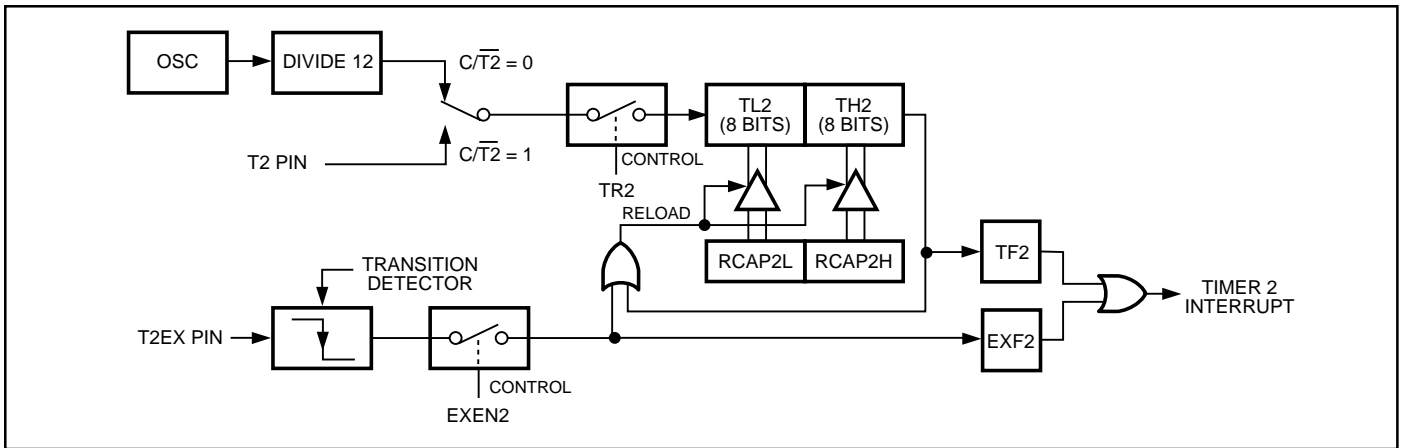 OSC
DIVIDE 12
C/T2̅ = 0
TL2
(8 BITS)
TH2
(8 BITS)
T2 PIN
C/T2̅ = 1
CONTROL
TR2
RELOAD
RCAP2L
RCAP2H
TF2
TRANSITION
DETECTOR
TIMER 2
INTERRUPT
T2EX PIN
EXF2
CONTROL
EXEN2